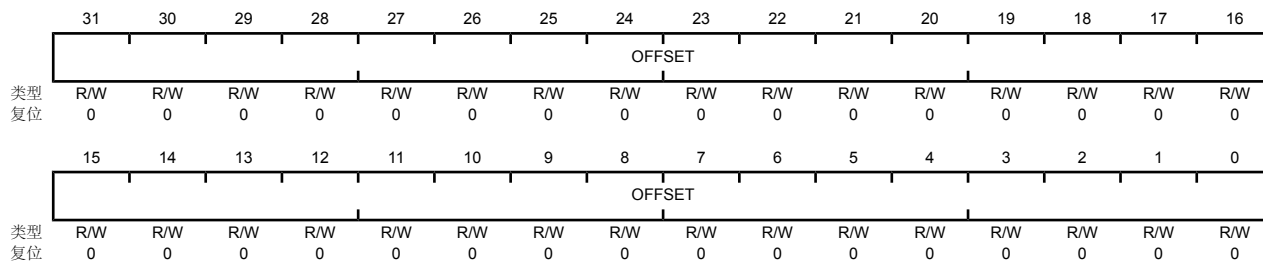 31 30 29 28 27 26 25 24 23 22 21 20 19 18 17 16
OFFSET
类型 R/W R/W R/W R/W R/W R/W R/W R/W R/W R/W R/W R/W R/W R/W R/W R/W
复位 0 0 0 0 0 0 0 0 0 0 0 0 0 0 0 0
15 14 13 12 11 10 9 8 7 6 5 4 3 2 1 0
OFFSET
类型 R/W R/W R/W R/W R/W R/W R/W R/W R/W R/W R/W R/W R/W R/W R/W R/W
复位 0 0 0 0 0 0 0 0 0 0 0 0 0 0 0 0